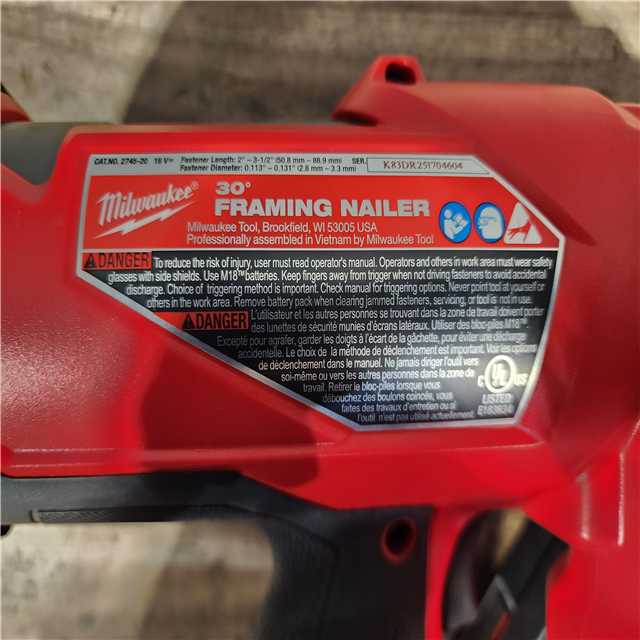 CAT.NO. 2745-20 18 V⎓ Fastener Length: 2" – 3-1/2" (50.8 mm – 88.9 mm) SER.
Fastener Diameter: 0.113" – 0.131" (2.8 mm – 3.3 mm)
K83DR251704604
Milwaukee®
30°
FRAMING NAILER
Milwaukee Tool, Brookfield, WI 53005 USA
Professionally assembled in Vietnam by Milwaukee Tool
DANGER To reduce the risk of injury, user must read operator's manual. Operators and others in work area must wear safety
glasses with side shields. Use M18™ batteries. Keep fingers away from trigger when not driving fasteners to avoid accidental
discharge. Choice of triggering method is important. Check manual for triggering options. Never point tool at yourself or
others in the work area. Remove battery pack when clearing jammed fasteners, servicing, or tool is not in use.
DANGER L'utilisateur et les autres personnes se trouvant dans la zone de travail doivent porter
des lunettes de sécurité munies d'écrans latéraux. Utiliser des bloc-piles M18™.
Excepté pour agrafer, garder les doigts à l'écart de la gâchette, pour éviter une décharge
accidentelle. Le choix de la méthode de déclenchement est important. Voir les options
de déclenchement dans le manuel. Ne jamais diriger l'outil vers
soi-même ou vers les autres personnes dans la zone de
travail. Retirer le bloc-piles lorsque vous
débouchez des boulons coincés, vous
faites des travaux d'entretien ou si
l'outil n'est pas utilisé actuellement.
C UL US
LISTED
E183634